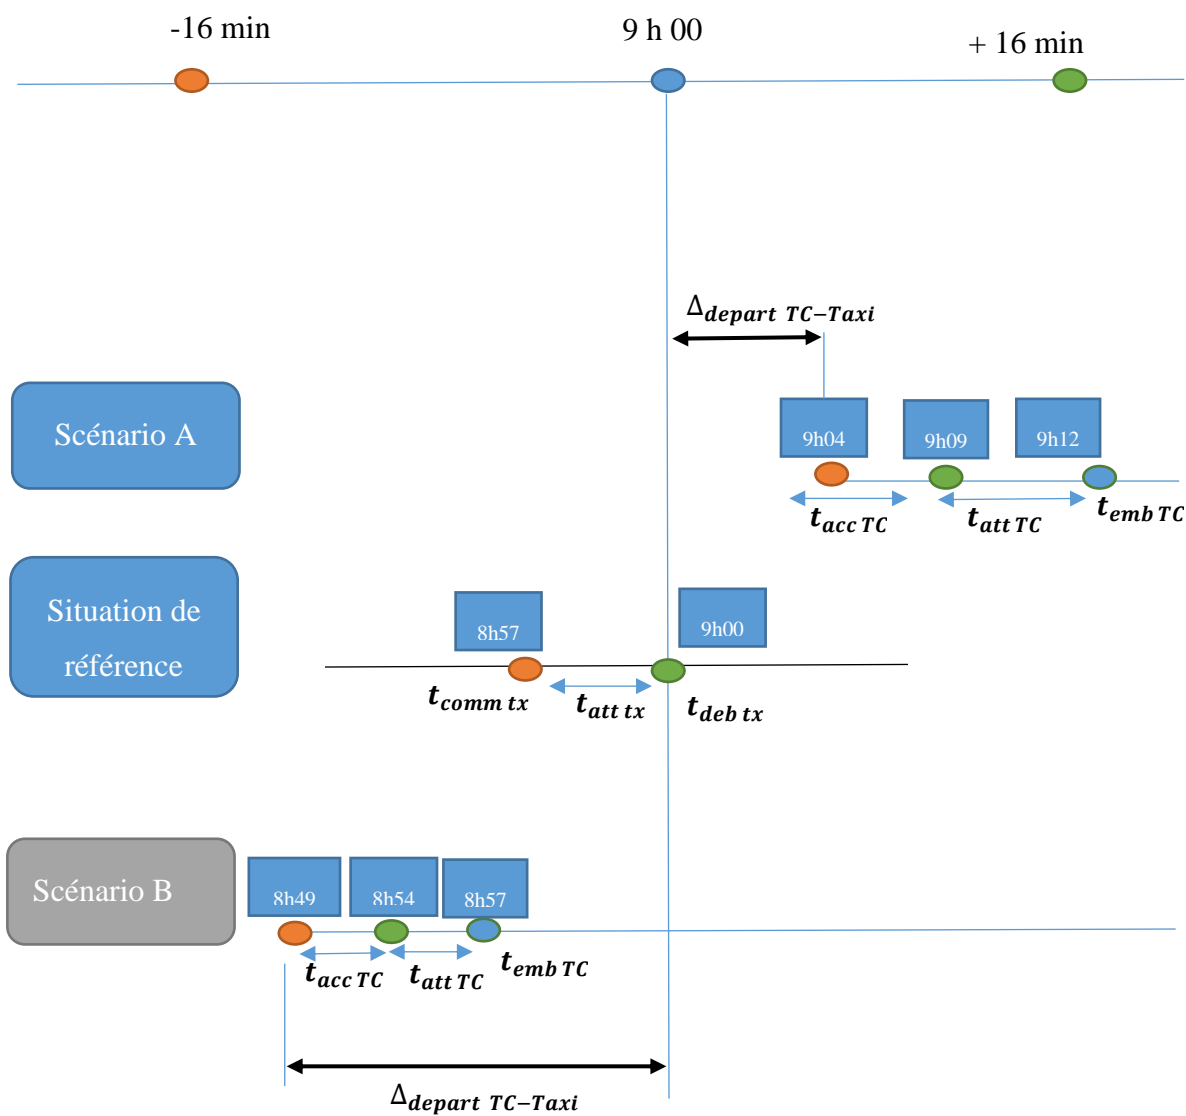 -16 min
9 h 00
+ 16 min
Δdepart TC−Taxi
Scénario A
9h04
9h09
9h12
tacc TC
tatt TC
temb TC
Situation de
référence
8h57
9h00
tcomm tx
tatt tx
tdeb tx
Scénario B
8h49
8h54
8h57
tacc TC
tatt TC
temb TC
Δdepart TC−Taxi